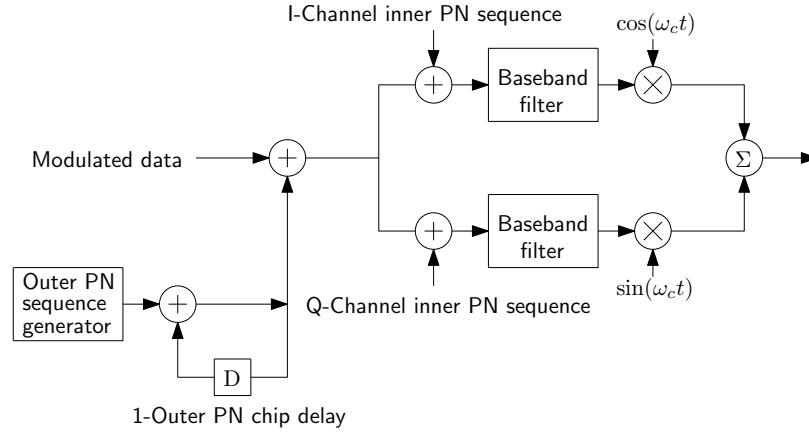 I-Channel inner PN sequence
cos(ω_c t)
+
Baseband
filter
×
Modulated data
+
Σ
+
Baseband
filter
×
Outer PN
sequence
generator
+
Q-Channel inner PN sequence
sin(ω_c t)
D
1-Outer PN chip delay